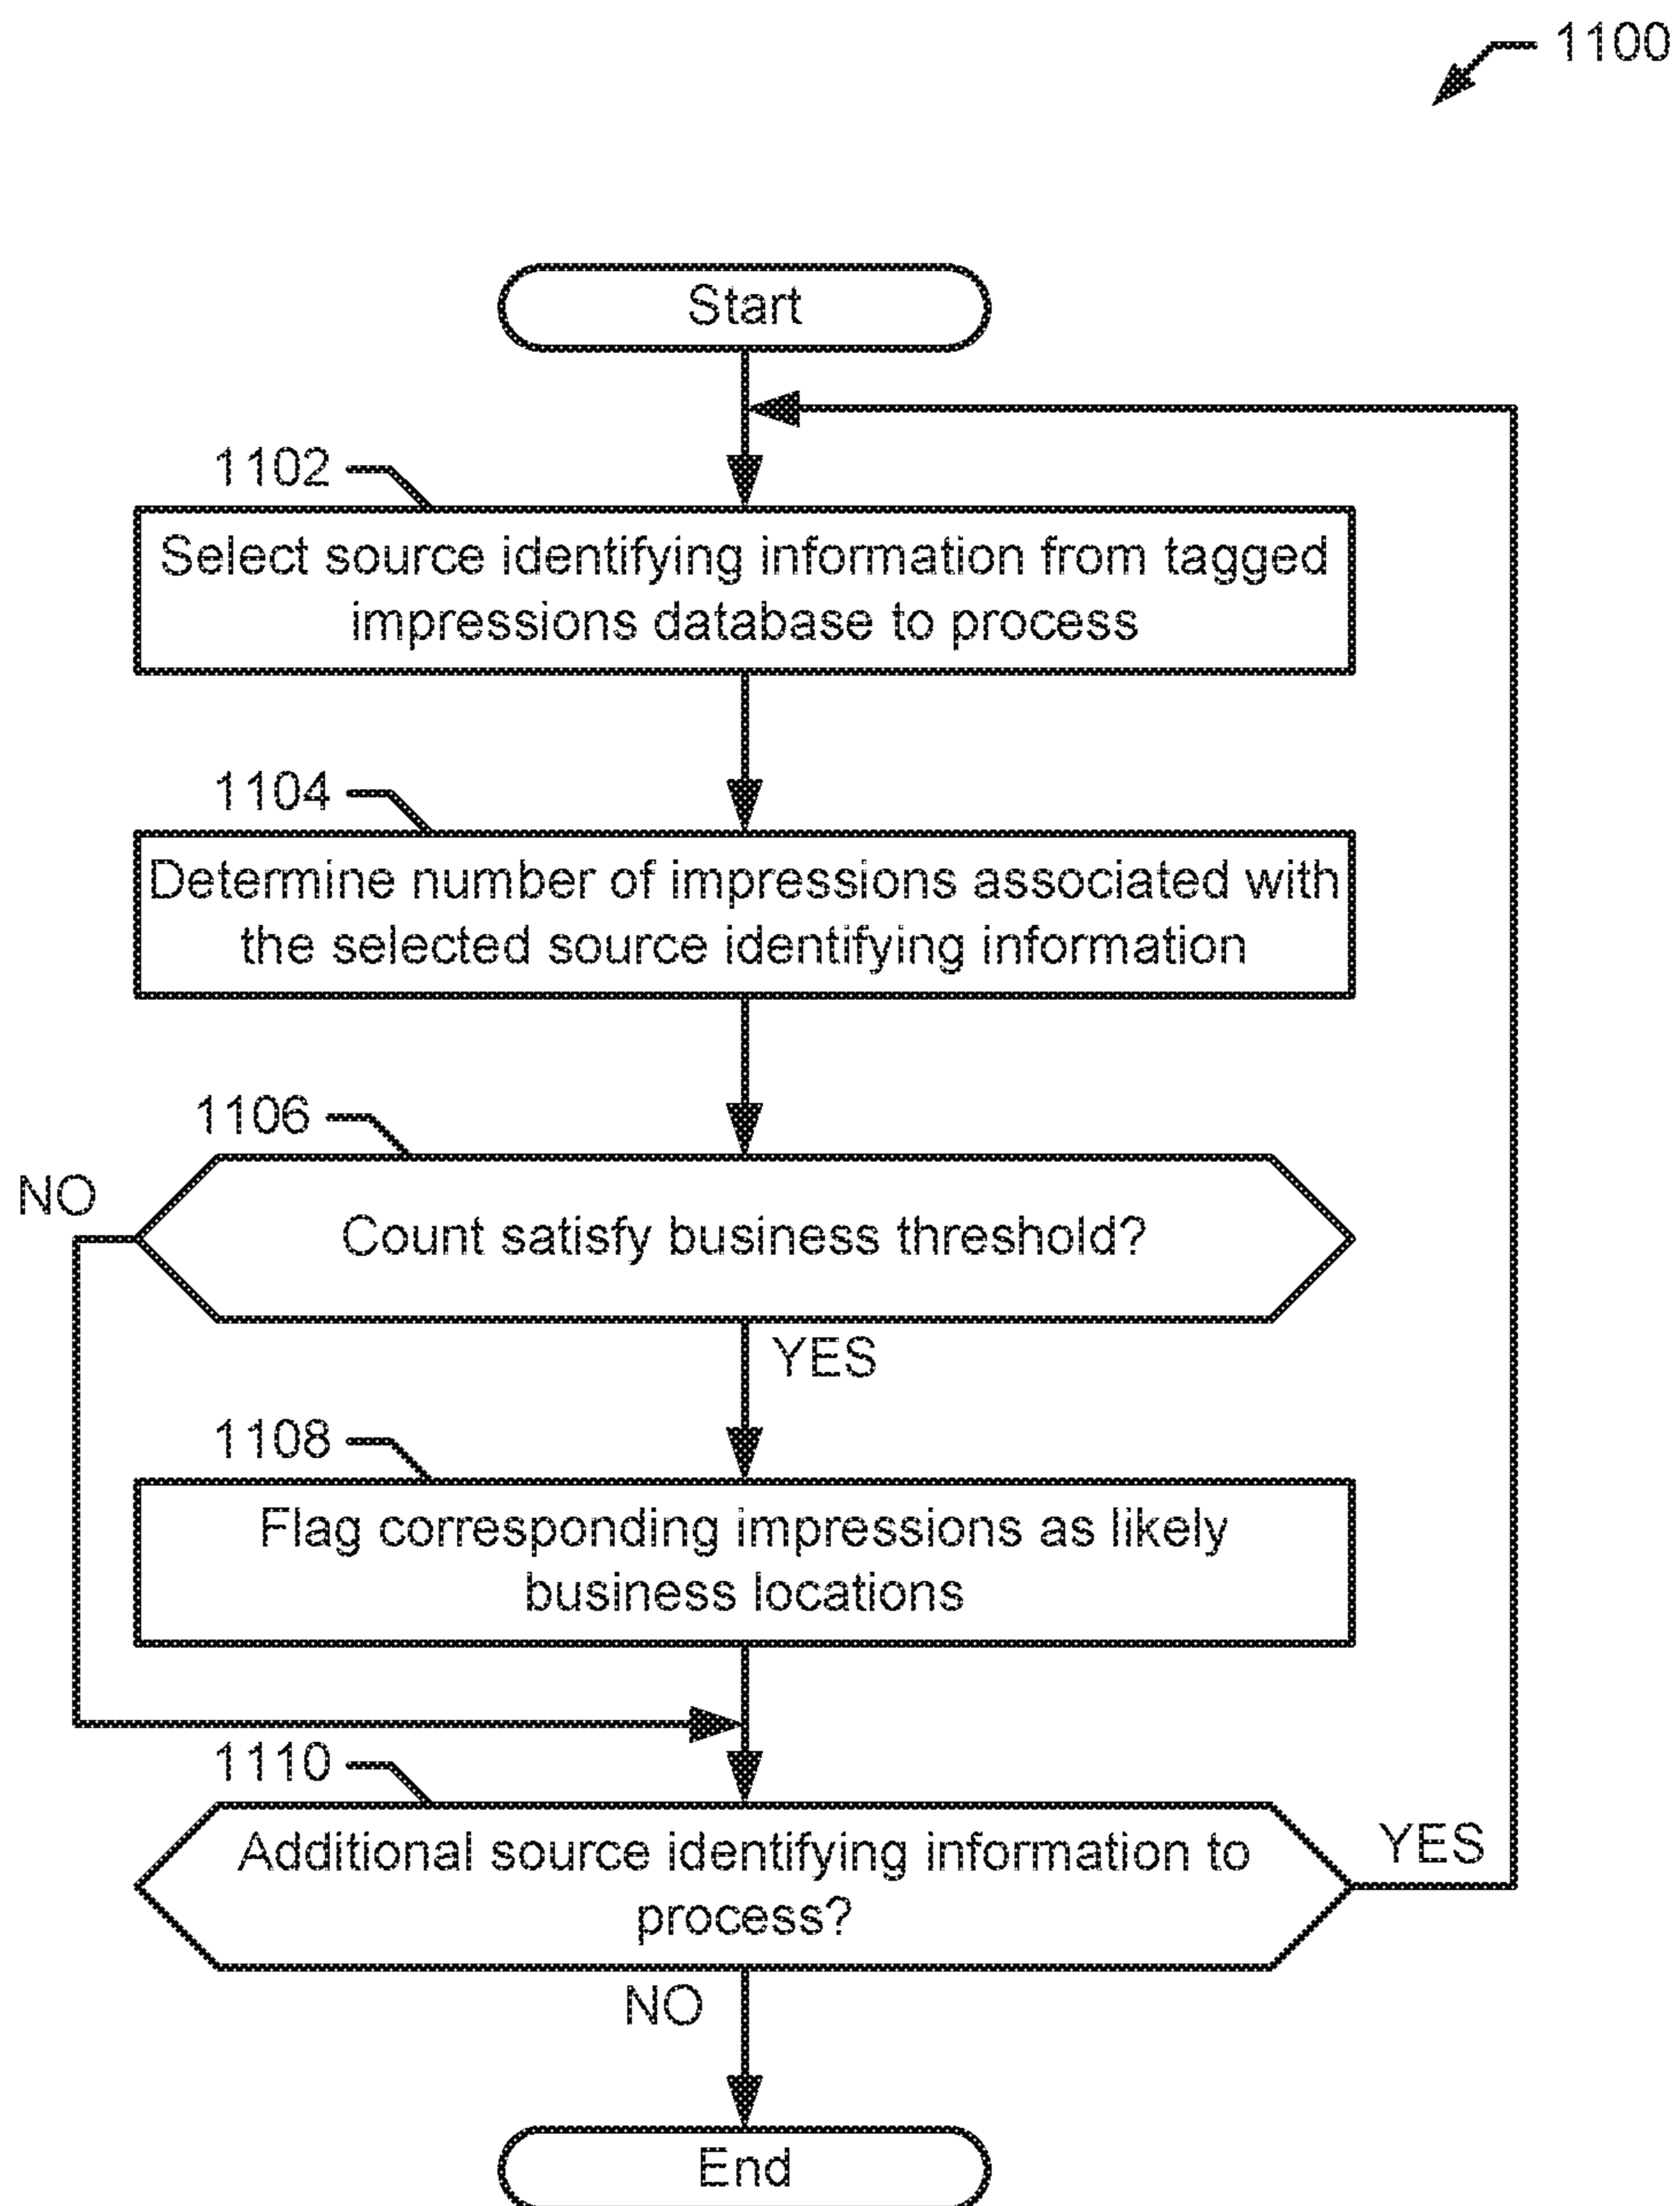 1100
Start
1102
Select source identifying information from tagged
impressions database to process
1104
Determine number of impressions associated with
the selected source identifying information
1106
NO
Count satisfy business threshold?
YES
1108
Flag corresponding impressions as likely
business locations
1110
Additional source identifying information to
process?
YES
NO
End